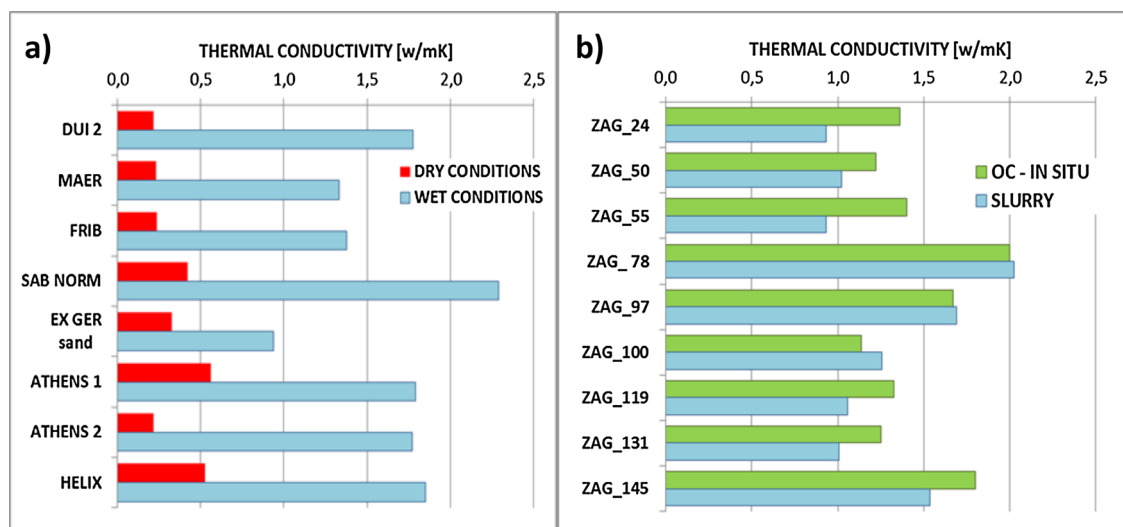 a)
THERMAL CONDUCTIVITY [w/mK]
0,0 0,5 1,0 1,5 2,0 2,5
DUI 2
MAER
FRIB
SAB NORM
EX GER
sand
ATHENS 1
ATHENS 2
HELIX
DRY CONDITIONS
WET CONDITIONS
b)
THERMAL CONDUCTIVITY [w/mK]
0,0 0,5 1,0 1,5 2,0 2,5
ZAG_24
ZAG_50
ZAG_55
ZAG_ 78
ZAG_97
ZAG_100
ZAG_119
ZAG_131
ZAG_145
OC - IN SITU
SLURRY